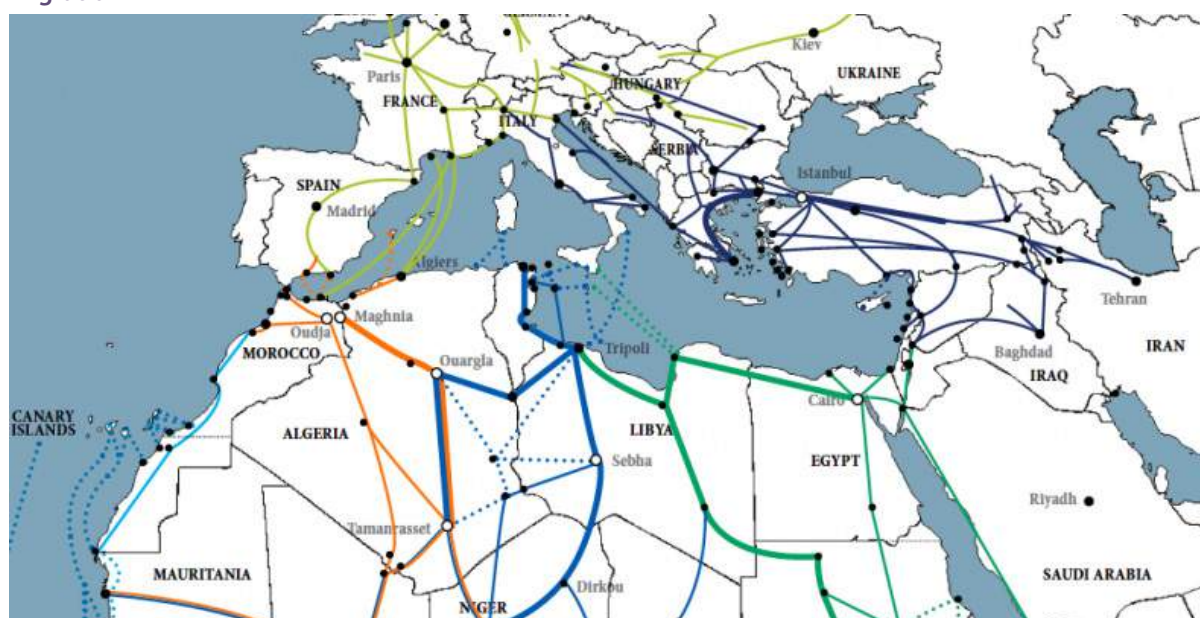 Kiev
UKRAINE
Paris
HUNGARY
FRANCE
ITALY
SERBIA
Istanbul
SPAIN
Madrid
Algiers
Tehran
Oudja
Maghnia
MOROCCO
Tripoli
Baghdad
IRAN
Ouargla
IRAQ
CANARY
ISLANDS
Cairo
ALGERIA
LIBYA
EGYPT
Sebha
Riyadh
Tamanrasset
MAURITANIA
Dirkou
SAUDI ARABIA
NIGER